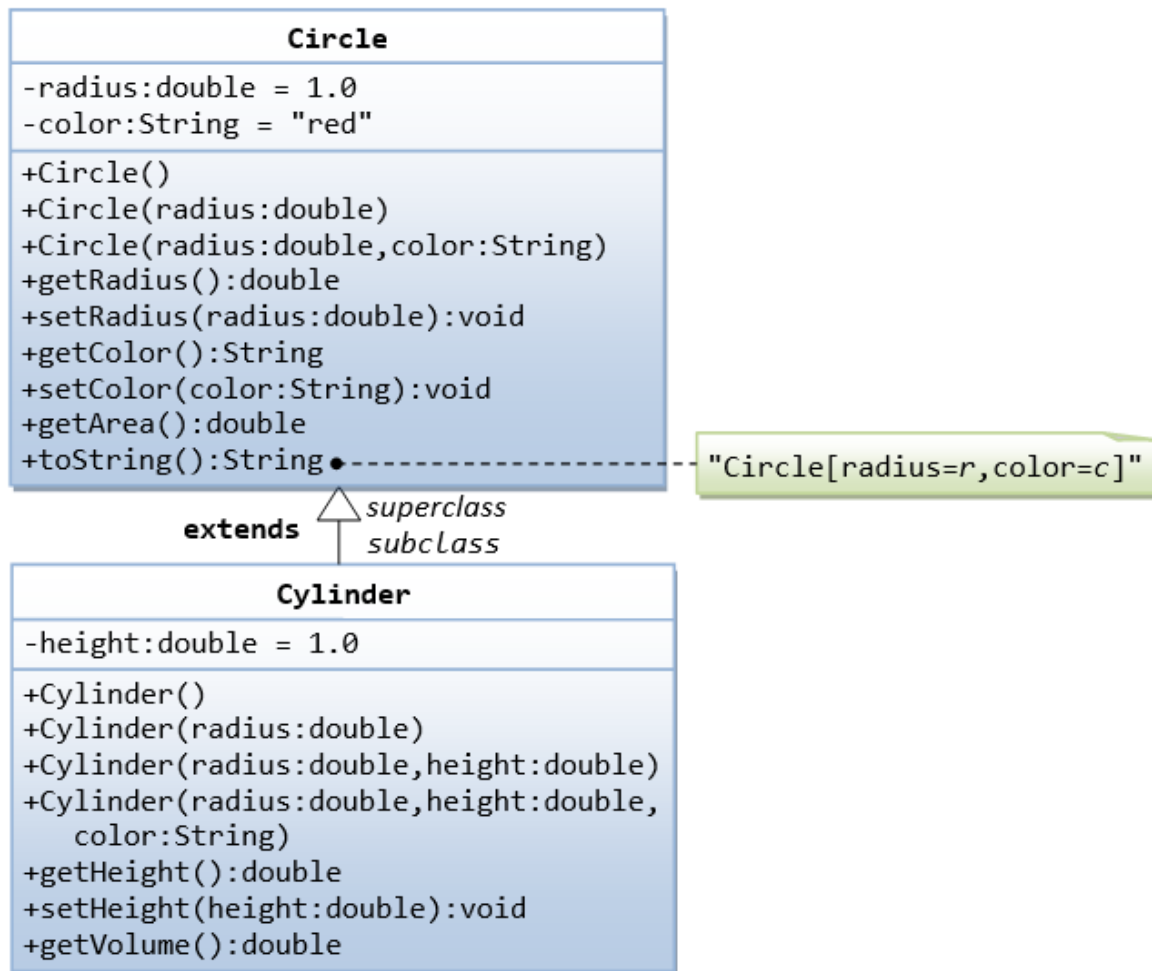 Circle
-radius:double = 1.0
-color:String = "red"
+Circle()
+Circle(radius:double)
+Circle(radius:double,color:String)
+getRadius():double
+setRadius(radius:double):void
+getColor():String
+setColor(color:String):void
+getArea():double
+toString():String
"Circle[radius=r,color=c]"
extends
superclass
subclass
Cylinder
-height:double = 1.0
+Cylinder()
+Cylinder(radius:double)
+Cylinder(radius:double,height:double)
+Cylinder(radius:double,height:double,
color:String)
+getHeight():double
+setHeight(height:double):void
+getVolume():double